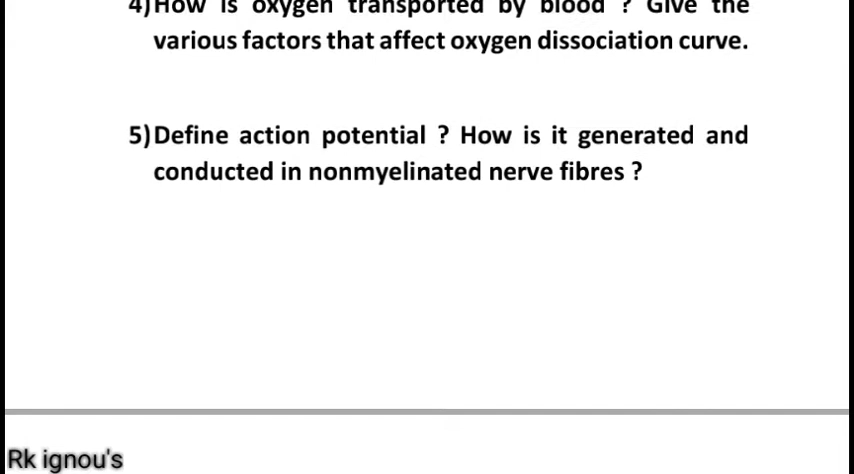 4)How is oxygen transported by blood ? Give the
various factors that affect oxygen dissociation curve.
5)Define action potential ? How is it generated and
conducted in nonmyelinated nerve fibres ?
Rk ignou's